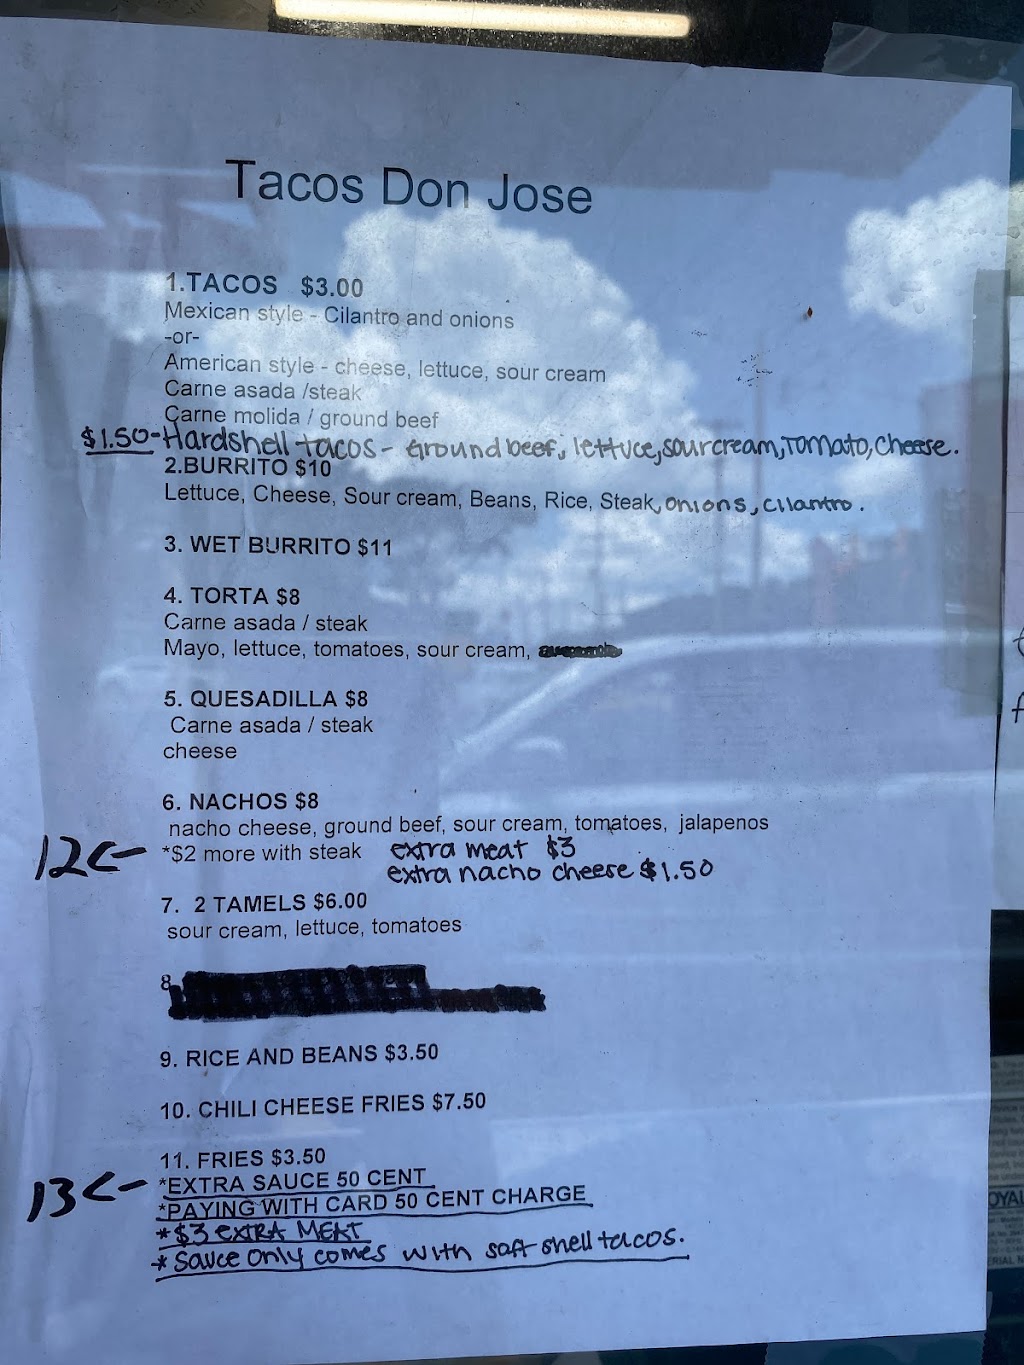 Tacos Don Jose
1.TACOS $3.00
Mexican style - Cilantro and onions
-or-
American style - cheese, lettuce, sour cream
Carne asada /steak
Carne molida / ground beef
$1.50-Hardshell tacos - Ground beef, lettuce, sour cream, Tomato, Cheese.
2.BURRITO $10
Lettuce, Cheese, Sour cream, Beans, Rice, Steak, onions, cilantro.
3. WET BURRITO $11
4. TORTA $8
Carne asada / steak
Mayo, lettuce, tomatoes, sour cream,
5. QUESADILLA $8
Carne asada / steak
cheese
6. NACHOS $8
nacho cheese, ground beef, sour cream, tomatoes, jalapenos
12<- *$2 more with steak extra meat $3
extra nacho cheese $1.50
7. 2 TAMELS $6.00
sour cream, lettuce, tomatoes
8
9. RICE AND BEANS $3.50
10. CHILI CHEESE FRIES $7.50
11. FRIES $3.50
13<- *EXTRA SAUCE 50 CENT
*PAYING WITH CARD 50 CENT CHARGE
*$3 EXTRA MEAT
*Sauce only comes with soft shell tacos.